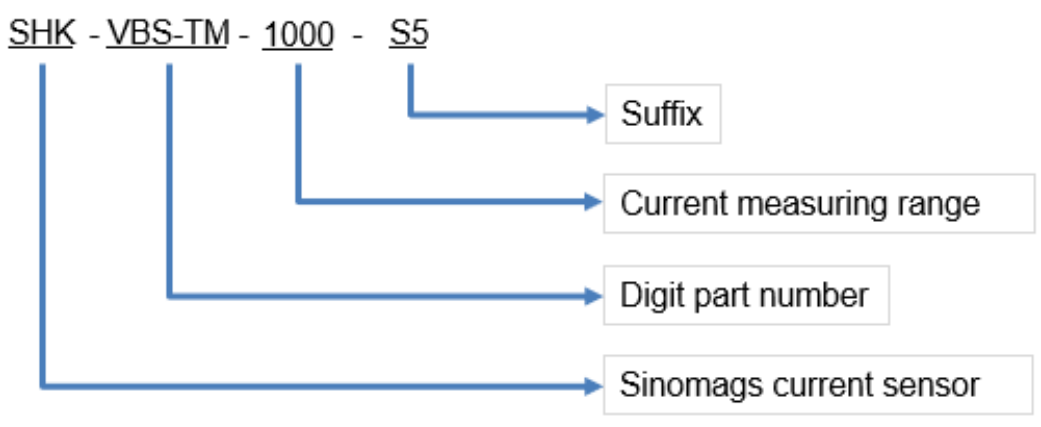 SHK - VBS-TM - 1000 - S5
Suffix
Current measuring range
Digit part number
Sinomags current sensor